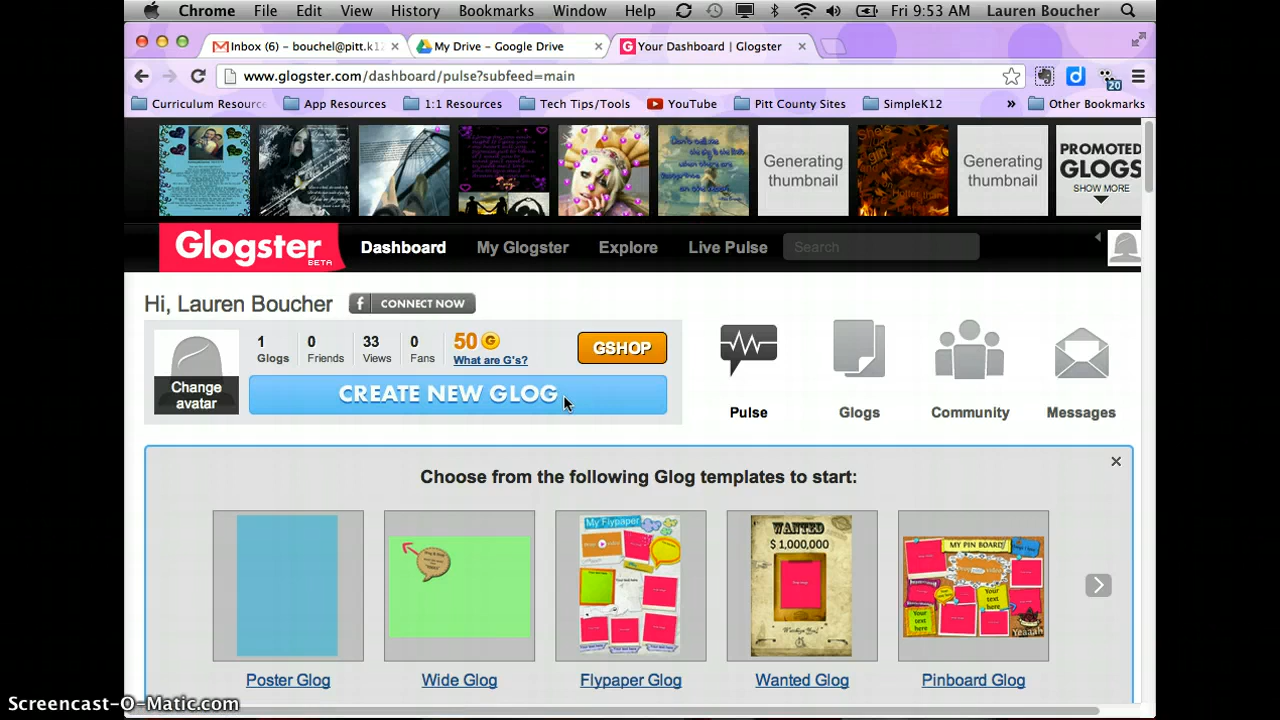 Chrome File Edit View History Bookmarks Window Help Fri 9:53 AM Lauren Boucher
Inbox (6) – bouchel@pitt.k12 My Drive – Google Drive Your Dashboard | Glogster
www.glogster.com/dashboard/pulse?subfeed=main
20
Curriculum Resourc App Resources 1:1 Resources Tech Tips/Tools YouTube Pitt County Sites SimpleK12 » Other Bookmarks
Generating thumbnail
Generating thumbnail
PROMOTED
GLOGS
SHOW MORE
Glogster BETA Dashboard My Glogster Explore Live Pulse Search
Hi, Lauren Boucher f CONNECT NOW
1 0 33 0 50 G GSHOP
Glogs Friends Views Fans What are G's?
Change avatar
CREATE NEW GLOG
Pulse Glogs Community Messages
Choose from the following Glog templates to start:
My Flypaper
WANTED
$ 1,000,000
MY PIN BOARD
Your text here
Yeaaah
Poster Glog Wide Glog Flypaper Glog Wanted Glog Pinboard Glog
Screencast-O-Matic.com